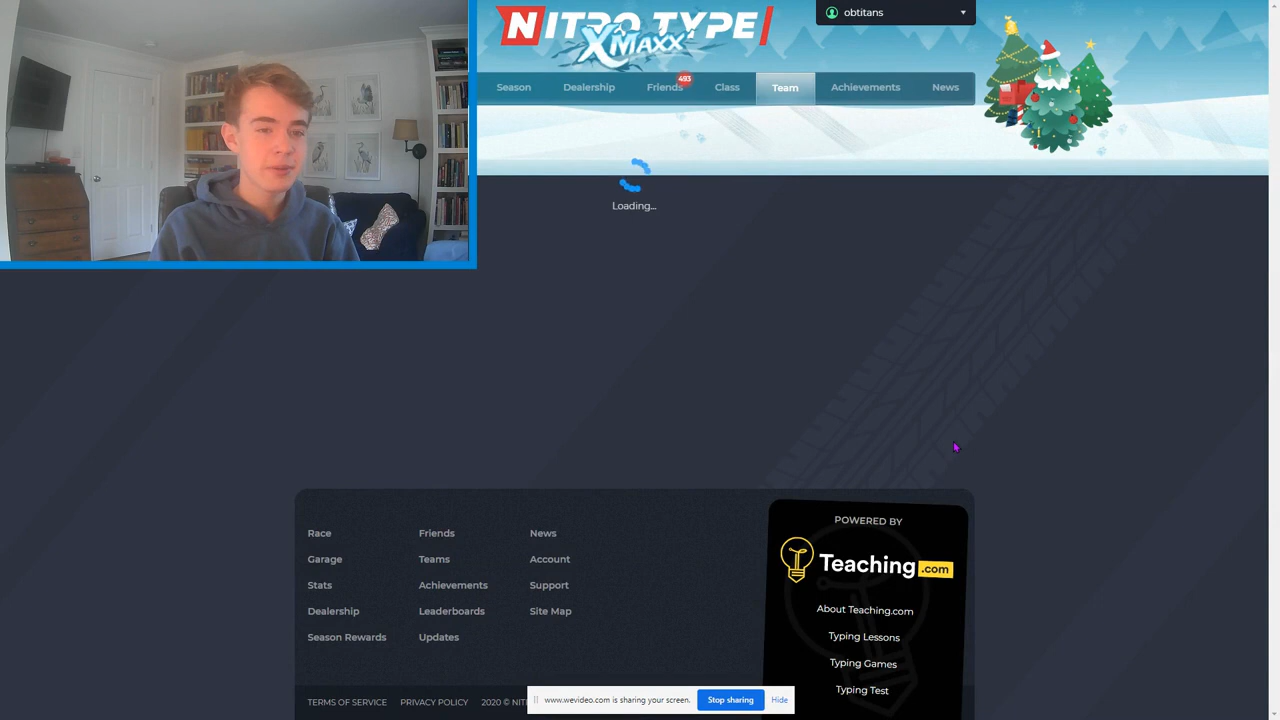 NITRO TYPE
XMAXX
obtitans
Season Dealership Friends 493 Class Team Achievements News
Loading...
POWERED BY
Teaching.com
About Teaching.com
Typing Lessons
Typing Games
Typing Test
Race Friends News
Garage Teams Account
Stats Achievements Support
Dealership Leaderboards Site Map
Season Rewards Updates
TERMS OF SERVICE PRIVACY POLICY 2020 © NIT
www.wevideo.com is sharing your screen. Stop sharing Hide